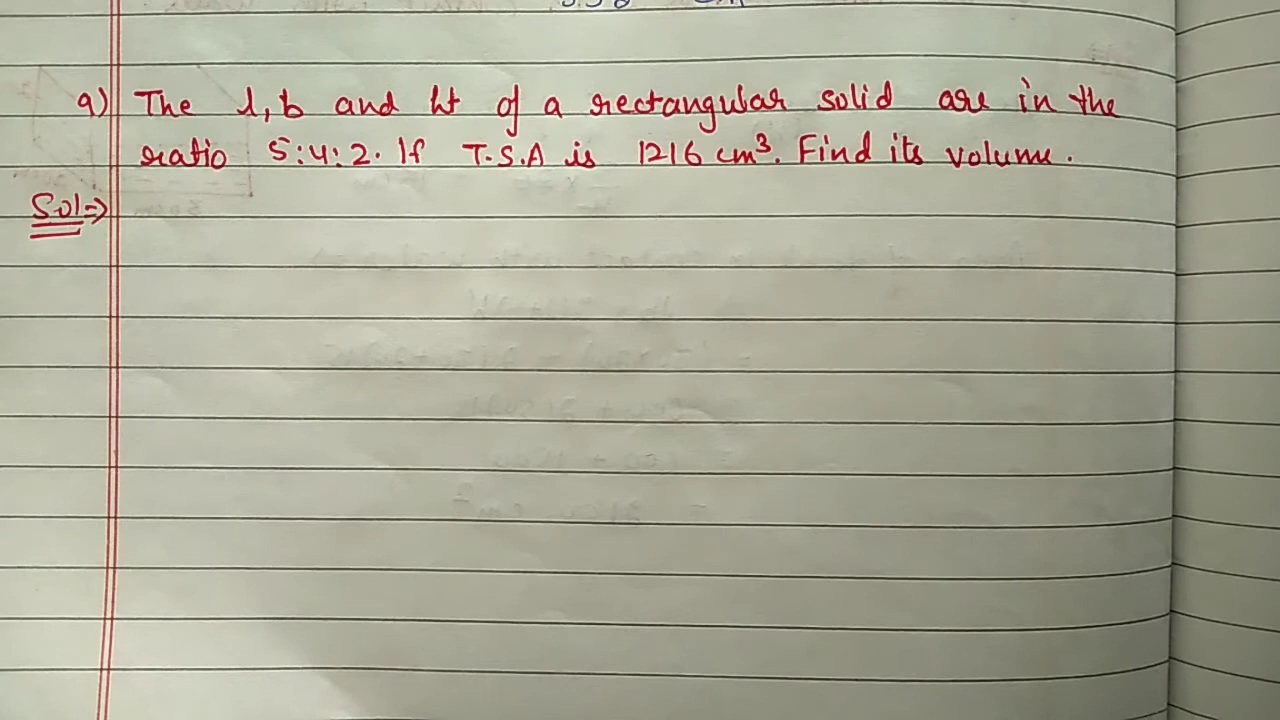 9) The l, b and ht of a rectangular solid are in the
ratio 5:4:2. If T.S.A is 1216 cm³. Find its volume.
Sol⇒